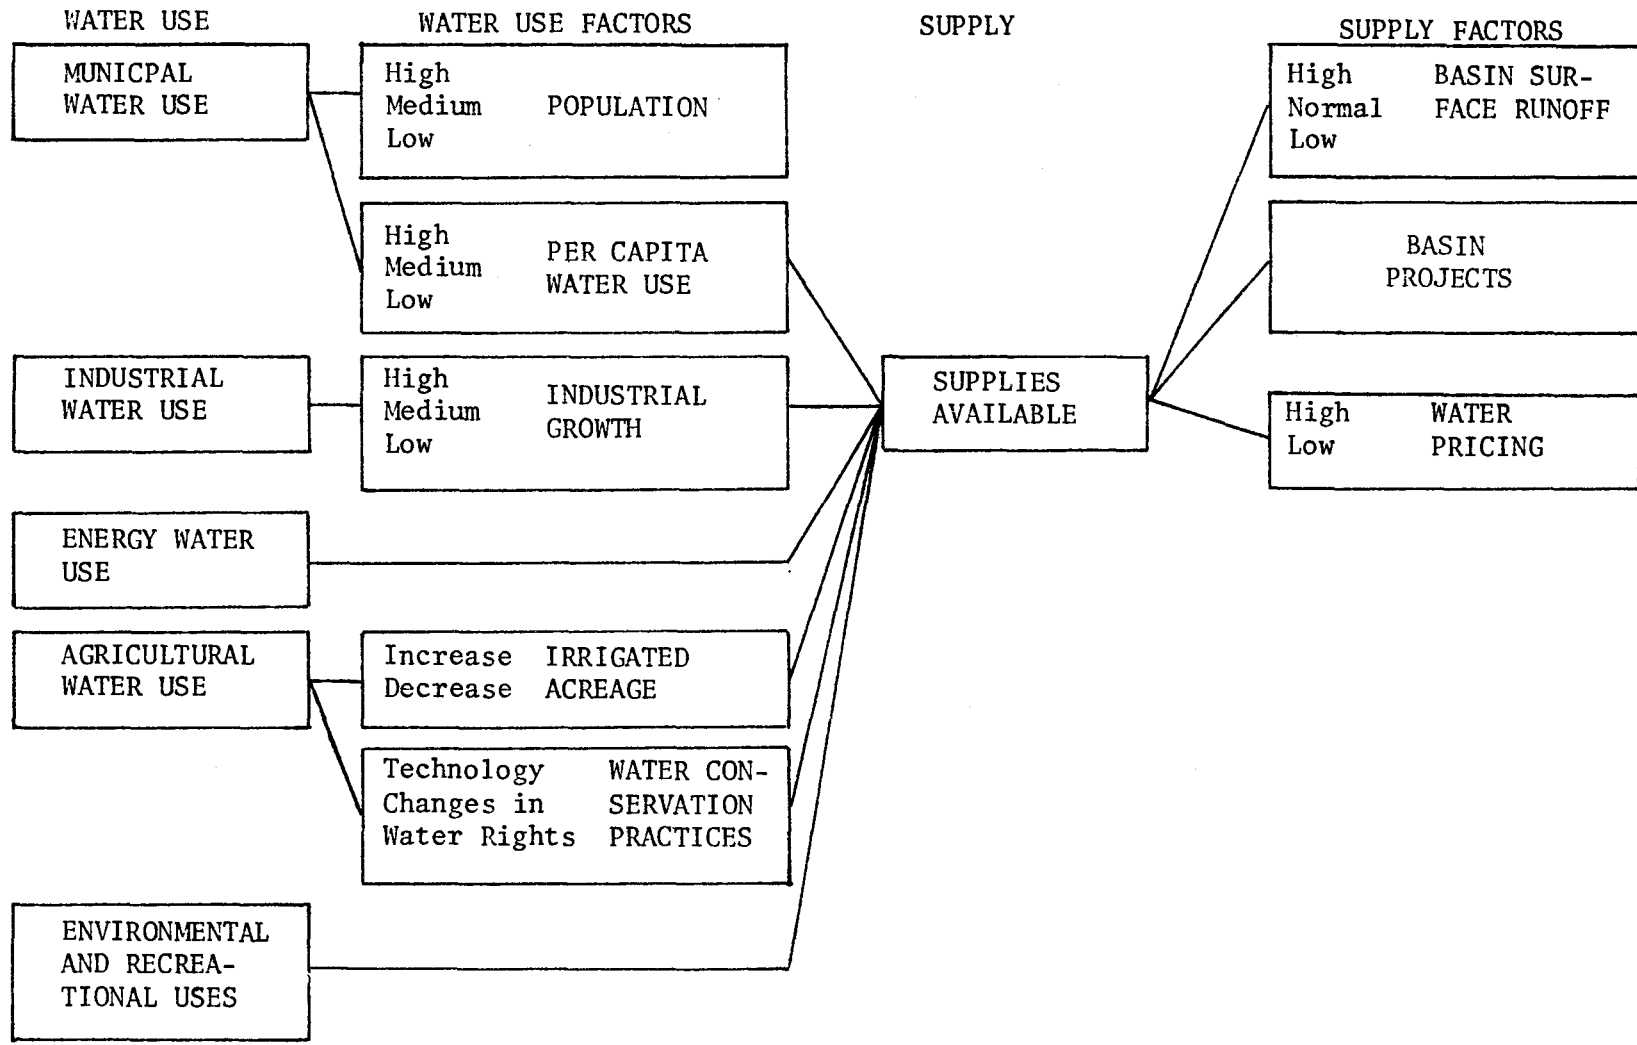 WATER USE
WATER USE FACTORS
SUPPLY
SUPPLY FACTORS
MUNICPAL
WATER USE
High
Medium
Low
POPULATION
High
Medium
Low
PER CAPITA
WATER USE
INDUSTRIAL
WATER USE
High
Medium
Low
INDUSTRIAL
GROWTH
ENERGY WATER
USE
AGRICULTURAL
WATER USE
Increase
Decrease
IRRIGATED
ACREAGE
Technology
Changes in
Water Rights
WATER CON-
SERVATION
PRACTICES
ENVIRONMENTAL
AND RECREA-
TIONAL USES
SUPPLIES
AVAILABLE
High
Normal
Low
BASIN SUR-
FACE RUNOFF
BASIN
PROJECTS
High
Low
WATER
PRICING